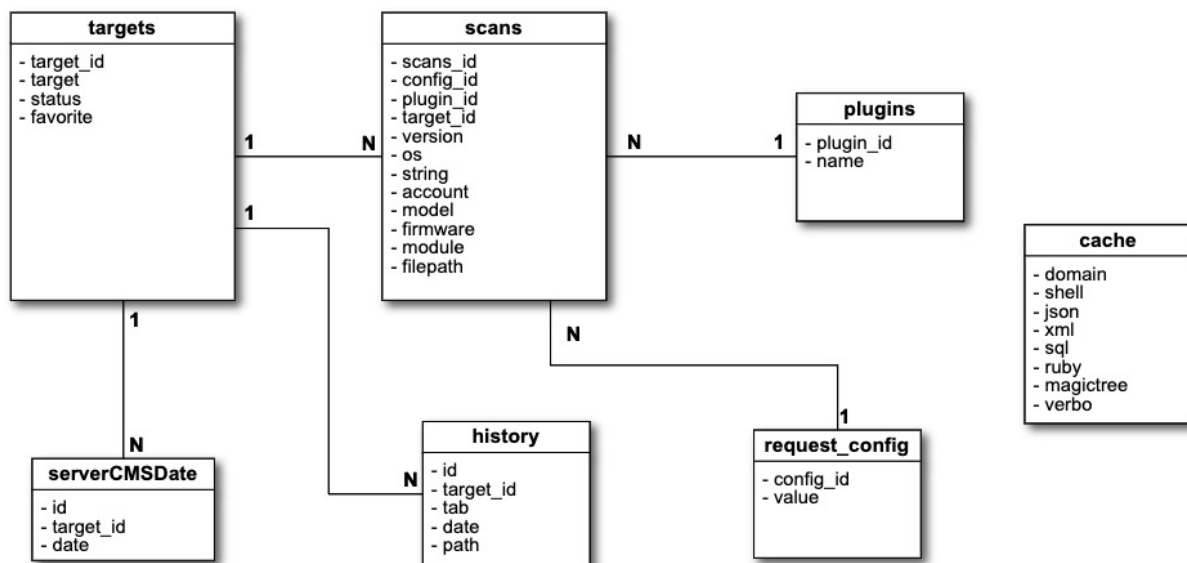 targets
- target_id
- target
- status
- favorite
scans
- scans_id
- config_id
- plugin_id
- target_id
- version
- os
- string
- account
- model
- firmware
- module
- filepath
plugins
- plugin_id
- name
cache
- domain
- shell
- json
- xml
- sql
- ruby
- magictree
- verbo
1
N
N
1
1
1
N
N
N
1
serverCMSDate
- id
- target_id
- date
history
- id
- target_id
- tab
- date
- path
request_config
- config_id
- value